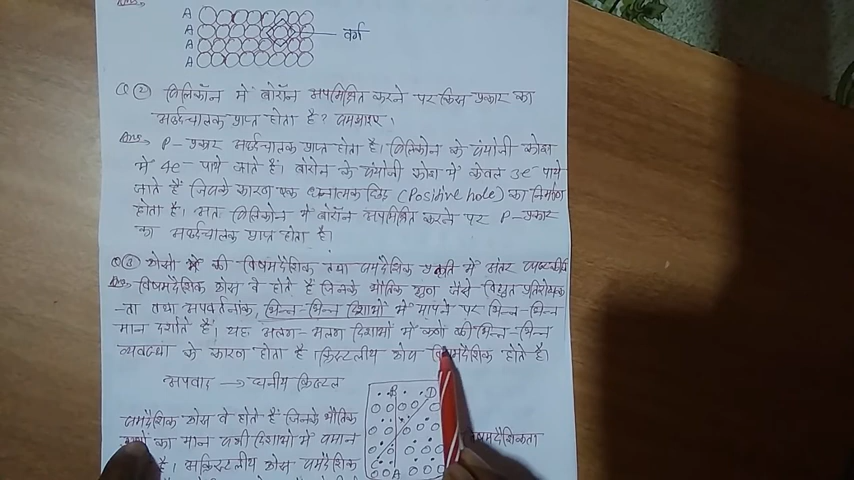 Ans,
A
A
A
A
वर्ग
Q② सिलिकॉन में बोरॉन अपमिश्रित करने पर किस प्रकार का
अर्द्धचालक प्राप्त होता है? समझाइए।
Ans, P-प्रकार अर्द्धचालक प्राप्त होता है। सिलिकोन के संयोजी कोश
में 4e⁻ पाये जाते हैं। बोरोन के संयोजी कोश में केवल 3e⁻ पाये
जाते हैं जिसके कारण एक धनात्मक छिद्र (Positive hole) का निर्माण
होता है। अतः सिलिकोन में बोरॉन अपमिश्रित करने पर P-प्रकार
का अर्द्धचालक प्राप्त होता है।
Q③ ठोसो की विषमदैशिक तथा समदैशिक प्रकृति में अंतर व्यक्त
Ans, विषमदैशिक ठोस वे होते हैं जिनके भौतिक गुण जैसे विद्युत प्रतिरोधक
-ता तथा अपवर्तनांक, भिन्न-भिन्न दिशाओं में मापने पर भिन्न-भिन्न
मान दर्शाते हैं। यह अलग-अलग दिशाओं में कणों की भिन्न-भिन्न
व्यवस्था के कारण होता है क्रिस्टलीय ठोस विषमदैशिक होते है।
अपवाद → घनीय क्रिस्टल
B D
समदैशिक ठोस वे होते हैं जिनके भौतिक
का मान सभी दिशाओं में समान विषमदैशिकता
है। अक्रिस्टलीय ठोस समदैशिक
C A